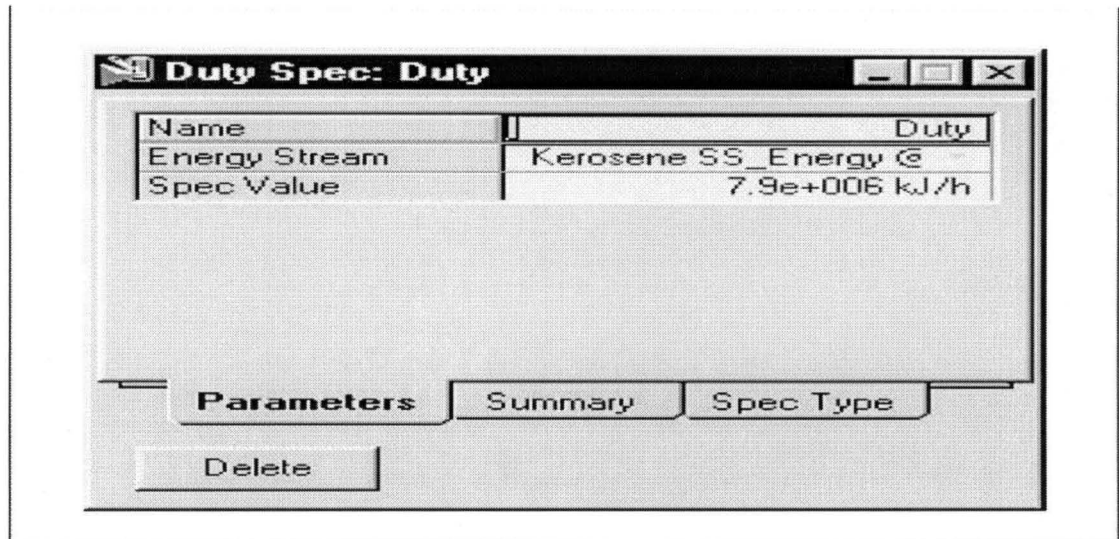 Duty Spec: Duty
Name Duty
Energy Stream Kerosene SS_Energy @
Spec Value 7.9e+006 kJ/h
Parameters Summary Spec Type
Delete